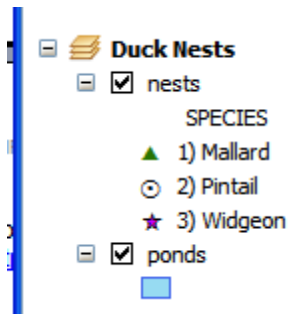 Duck Nests
nests
SPECIES
1) Mallard
2) Pintail
3) Widgeon
ponds